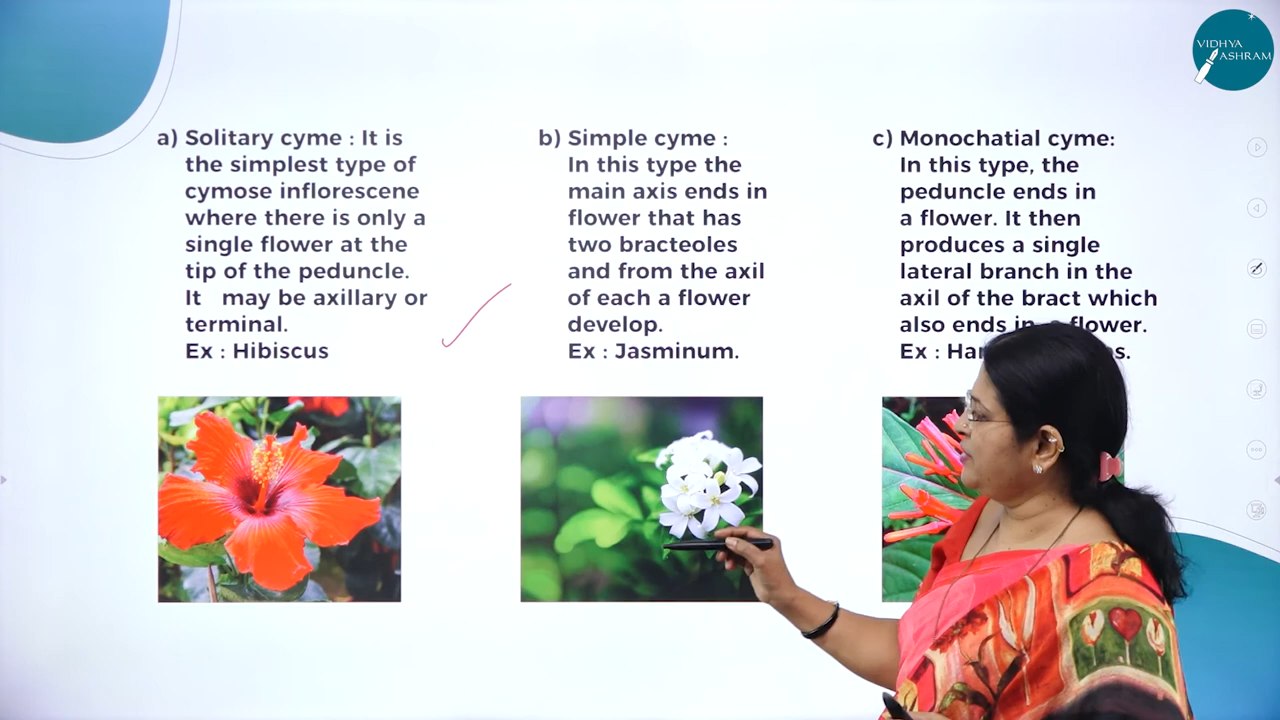 VIDHYA
ASHRAM
a) Solitary cyme : It is
the simplest type of
cymose inflorescene
where there is only a
single flower at the
tip of the peduncle.
It may be axillary or
terminal.
Ex : Hibiscus
b) Simple cyme :
In this type the
main axis ends in
flower that has
two bracteoles
and from the axil
of each a flower
develop.
Ex : Jasminum.
c) Monochatial cyme:
In this type, the
peduncle ends in
a flower. It then
produces a single
lateral branch in the
axil of the bract which
also ends in a flower.
Ex :